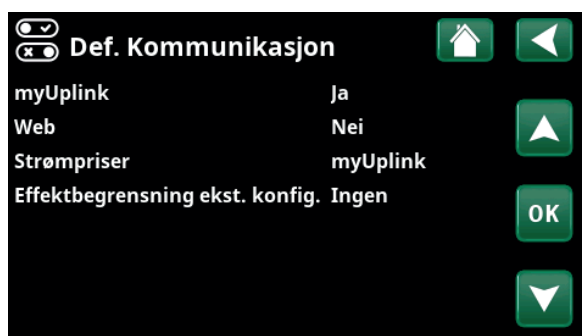 Def. Kommunikasjon
myUplink Ja
Web Nei
Strømpriser myUplink
Effektbegrensning ekst. konfig. Ingen
OK